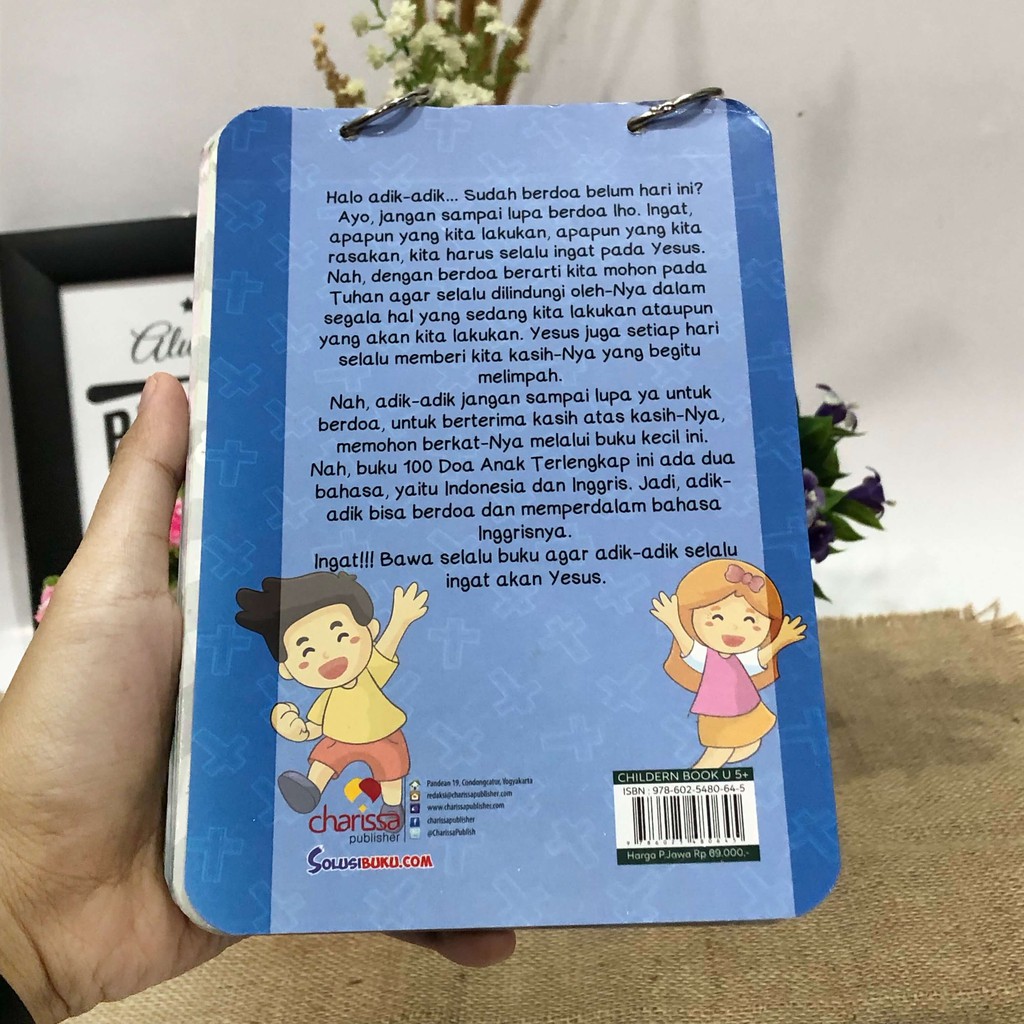 Halo adik-adik... Sudah berdoa belum hari ini?
Ayo, jangan sampai lupa berdoa lho. Ingat,
apapun yang kita lakukan, apapun yang kita
rasakan, kita harus selalu ingat pada Yesus.
Nah, dengan berdoa berarti kita mohon pada
Tuhan agar selalu dilindungi oleh-Nya dalam
segala hal yang sedang kita lakukan ataupun
yang akan kita lakukan. Yesus juga setiap hari
selalu memberi kita kasih-Nya yang begitu
melimpah.
Nah, adik-adik jangan sampai lupa ya untuk
berdoa, untuk berterima kasih atas kasih-Nya,
memohon berkat-Nya melalui buku kecil ini.
Nah, buku 100 Doa Anak Terlengkap ini ada dua
bahasa, yaitu Indonesia dan Inggris. Jadi, adik-
adik bisa berdoa dan memperdalam bahasa
Inggrisnya.
Ingat!!! Bawa selalu buku agar adik-adik selalu
ingat akan Yesus.
charissa
publisher
Pandean 19, Condongcatur, Yogyakarta
redaksi@charissapublisher.com
www.charissapublisher.com
charissapublisher
@CharissaPublish
SOLUSIBUKU.COM
CHILDERN BOOK U 5+
ISBN : 978-602-5480-64-5
9 786025 480645
Harga P.Jawa Rp 69.000,-